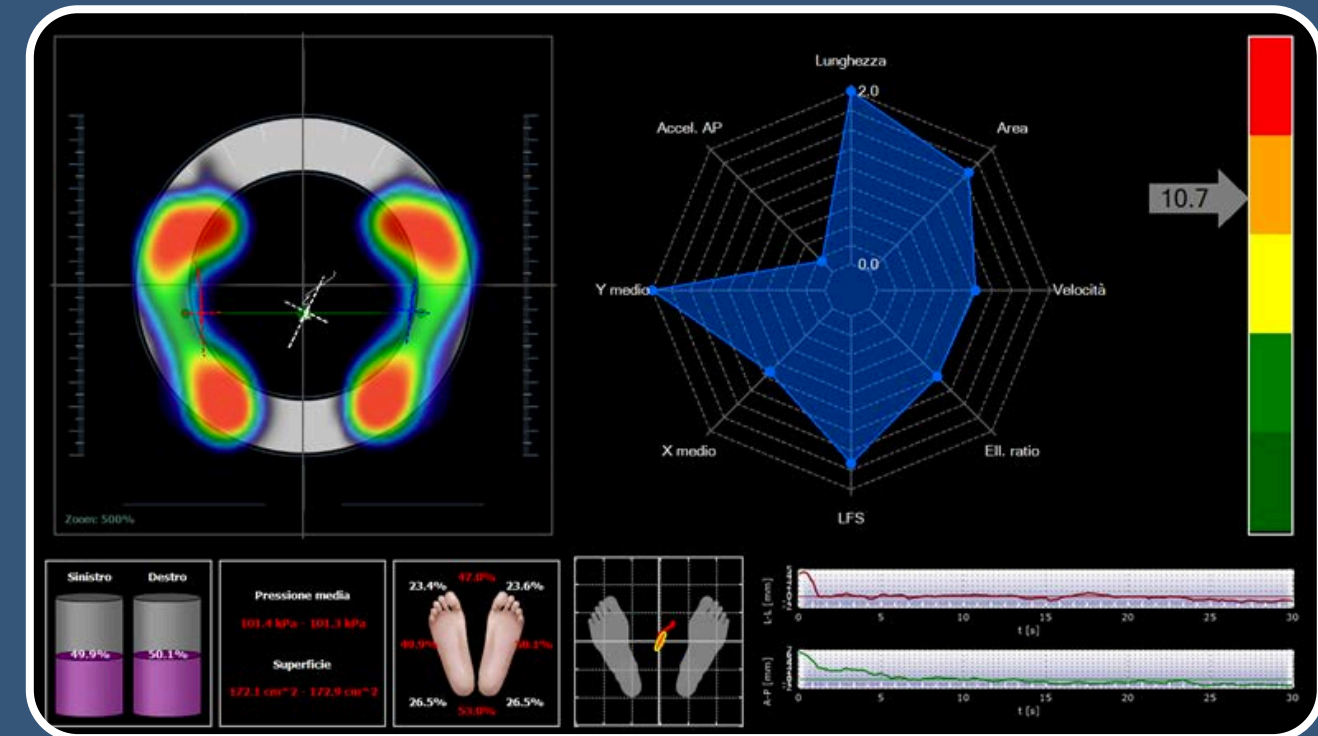 Zoom: 500%
Lunghezza
2.0
Accel. AP
Area
10.7
0.0
Y medio
Velocità
X medio
Ell. ratio
LFS
Sinistro
Destro
49.9%
50.1%
Pressione media
101.4 kPa - 101.3 kPa
Superficie
172.1 cm^2 - 172.9 cm^2
47.0%
23.4%
23.6%
49.9%
50.1%
26.5%
26.5%
53.0%
L-L [mm]
0
5
10
15
20
25
30
t [s]
A-P [mm]
0
5
10
15
20
25
30
t [s]